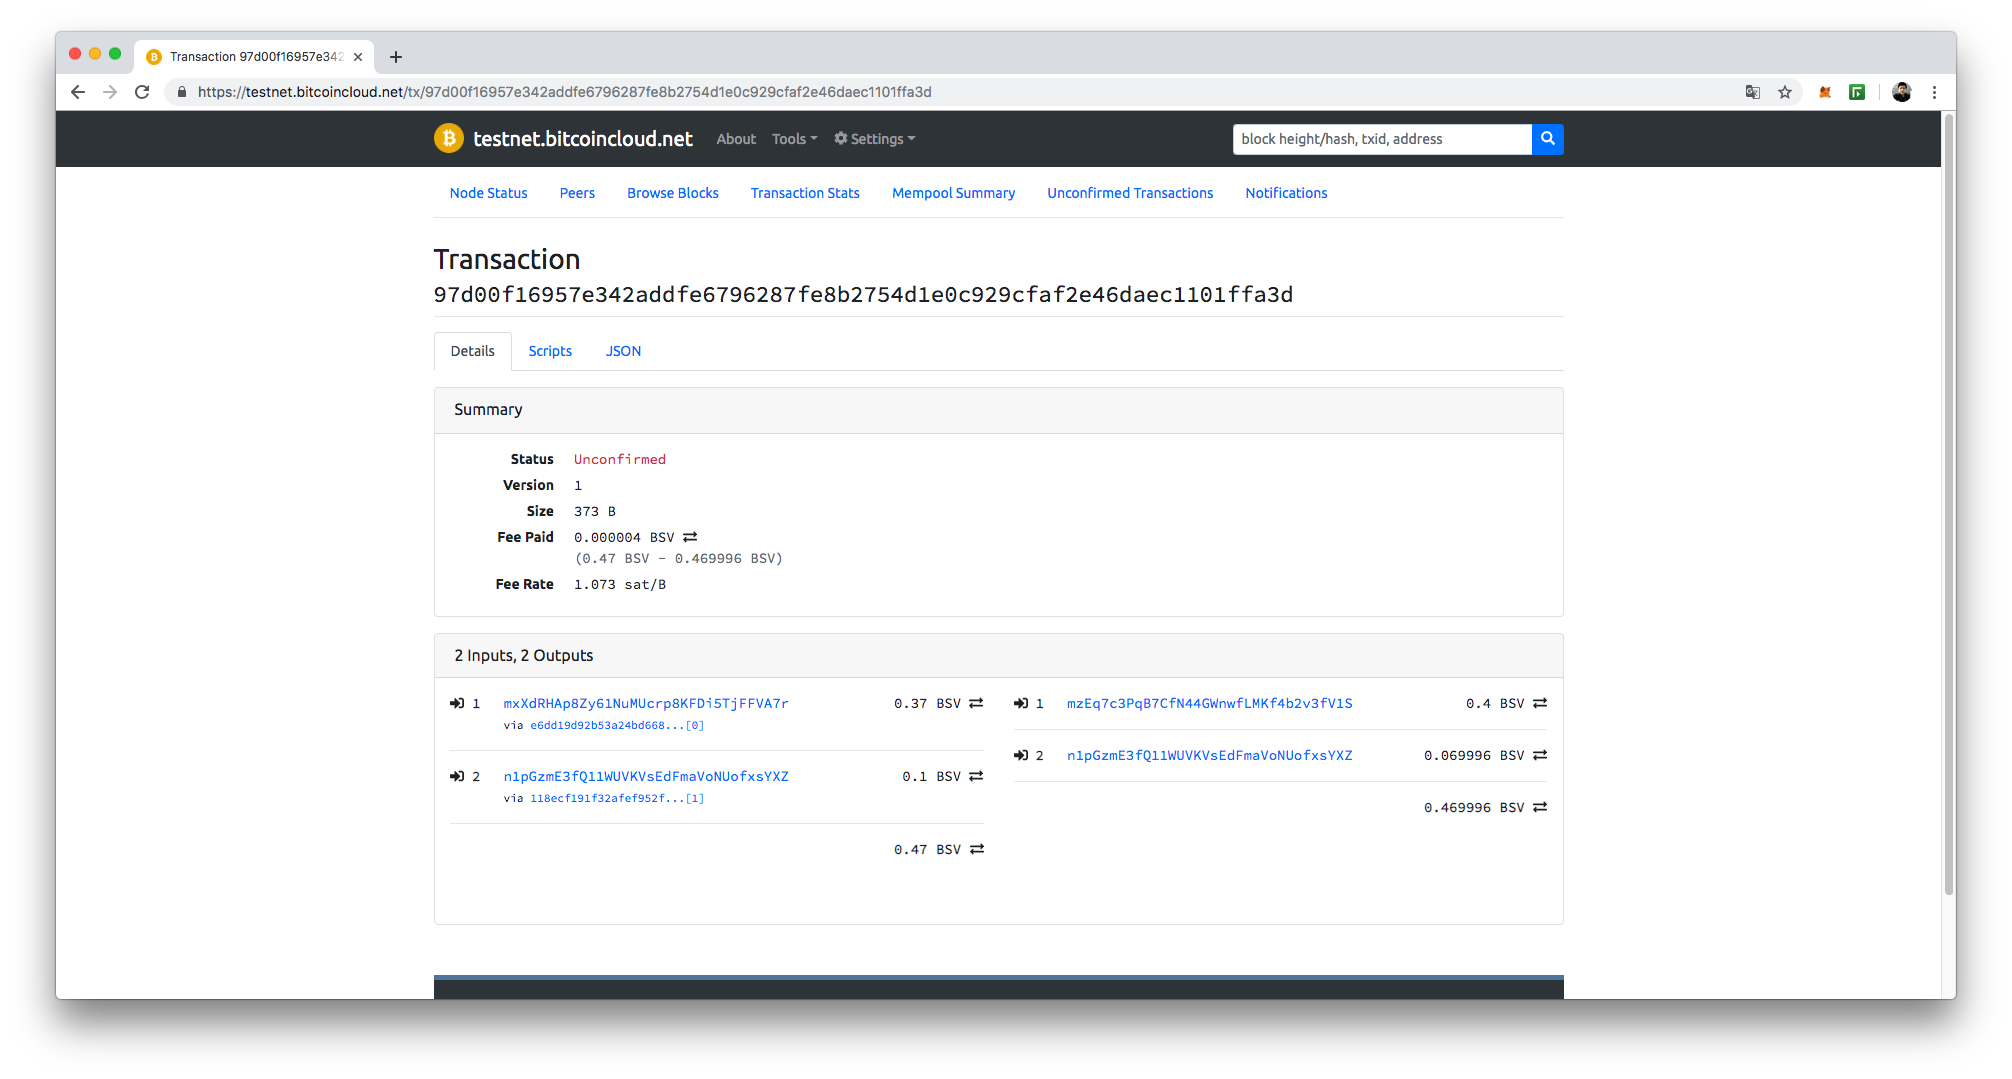 Transaction 97d00f16957e342
https://testnet.bitcoincloud.net/tx/97d00f16957e342addfe6796287fe8b2754d1e0c929cfaf2e46daec1101ffa3d
testnet.bitcoincloud.net About Tools Settings block height/hash, txid, address
Node Status Peers Browse Blocks Transaction Stats Mempool Summary Unconfirmed Transactions Notifications
Transaction
97d00f16957e342addfe6796287fe8b2754d1e0c929cfaf2e46daec1101ffa3d
Details Scripts JSON
Summary
Status Unconfirmed
Version 1
Size 373 B
Fee Paid 0.000004 BSV
(0.47 BSV - 0.469996 BSV)
Fee Rate 1.073 sat/B
2 Inputs, 2 Outputs
1 mxXdRHAp8Zy61NuMUcrp8KFDi5TjFFVA7r 0.37 BSV
via e6dd19d92b53a24bd668...[0]
2 n1pGzmE3fQ11WUVKVsEdFmaVoNUofxsYXZ 0.1 BSV
via 118ecf191f32afef952f...[1]
0.47 BSV
1 mzEq7c3PqB7CfN44GWnwfLMKf4b2v3fV1S 0.4 BSV
2 n1pGzmE3fQ11WUVKVsEdFmaVoNUofxsYXZ 0.069996 BSV
0.469996 BSV